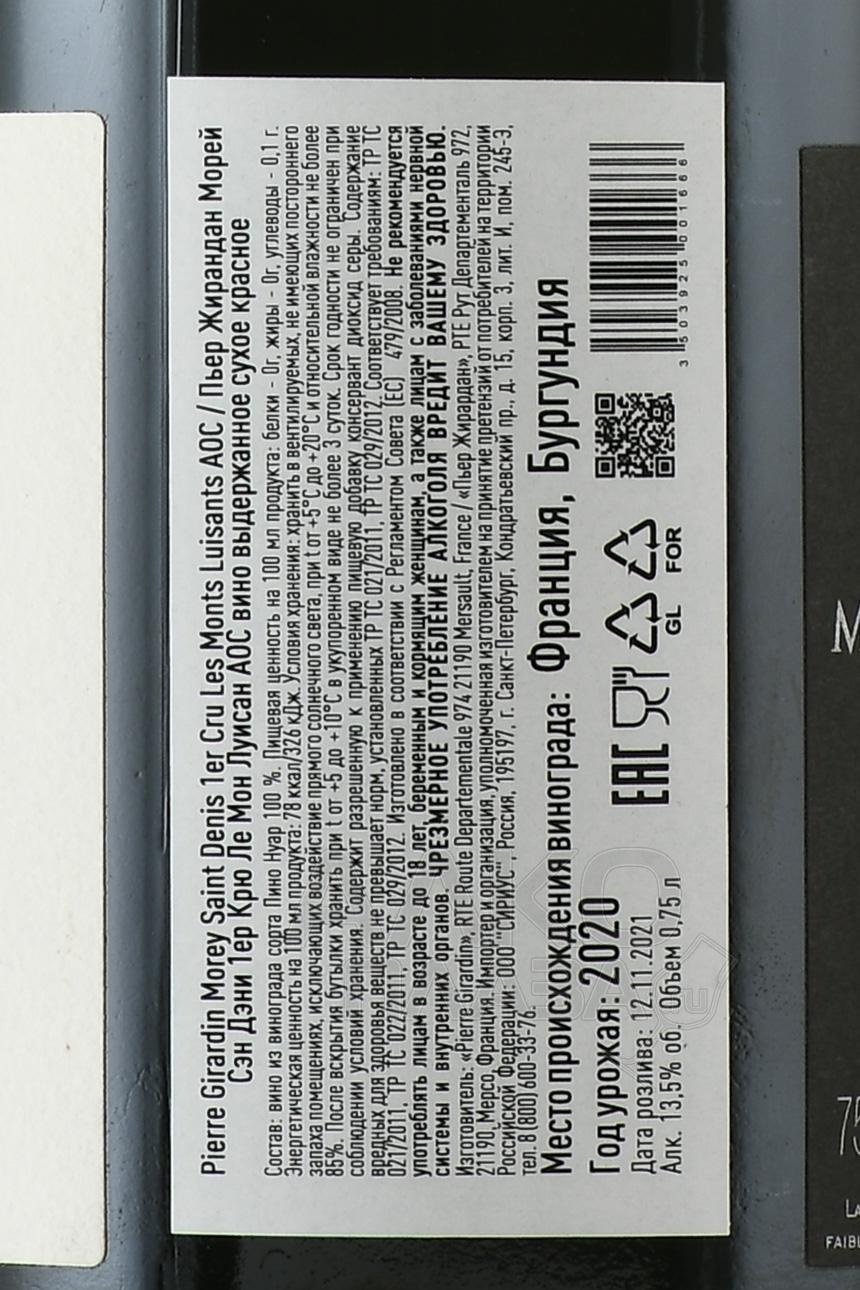 Pierre Girardin Morey Saint Denis 1er Cru Les Monts Luisants AOC / Пьер Жирандан Морей
Сэн Дэни 1ер Крю Ле Мон Луисан АОС вино выдержанное сухое красное
Состав: вино из винограда сорта Пино Нуар 100 %. Пищевая ценность на 100 мл продукта: белки - 0г, жиры - 0г, углеводы - 0,1 г.
Энергетическая ценность на 100 мл продукта: 78 ккал/326 кДж. Условия хранения: хранить в вентилируемых, не имеющих постороннего
запаха помещениях, исключающих воздействие прямого солнечного света, при t от +5°С до +20°С и относительной влажности не более
85%. После вскрытия бутылки хранить при t от +5 до +10°С в укупоренном виде не более 3 суток. Срок годности не ограничен при
соблюдении условий хранения. Содержит разрешенную к применению пищевую добавку консервант диоксид серы. Содержание
вредных для здоровья веществ не превышает норм, установленных ТР ТС 021/2011, ТР ТС 029/2012. Соответствует требованиям: ТР ТС
021/2011, ТР ТС 022/2011, ТР ТС 029/2012. Изготовлено в соответствии с Регламентом Совета (ЕС) 479/2008. Не рекомендуется
употреблять лицам в возрасте до 18 лет, беременным и кормящим женщинам, а также лицам с заболеваниями нервной
системы и внутренних органов. ЧРЕЗМЕРНОЕ УПОТРЕБЛЕНИЕ АЛКОГОЛЯ ВРЕДИТ ВАШЕМУ ЗДОРОВЬЮ.
Изготовитель: «Pierre Girardin», RTE Route Departementale 974 21190 Mersault, France / «Пьер Жирардан», РТЕ Рут Департементаль 972,
21190, Мерсо, Франция. Импортер и организация, уполномоченная изготовителем на принятие претензий от потребителей на территории
Российской Федерации: ООО "СИРИУС", Россия, 195197, г. Санкт-Петербург, Кондратьевский пр., д. 15, корп. 3, лит. И, пом. 245-Э,
тел. 8 (800) 600-33-76.
Место происхождения винограда: Франция, Бургундия
Год урожая: 2020
Дата розлива: 12.11.2021
Алк. 13,5% об. Объем 0,75 л
EAC
GL
FOR
3503925001666
M
75
LA
FAIBL